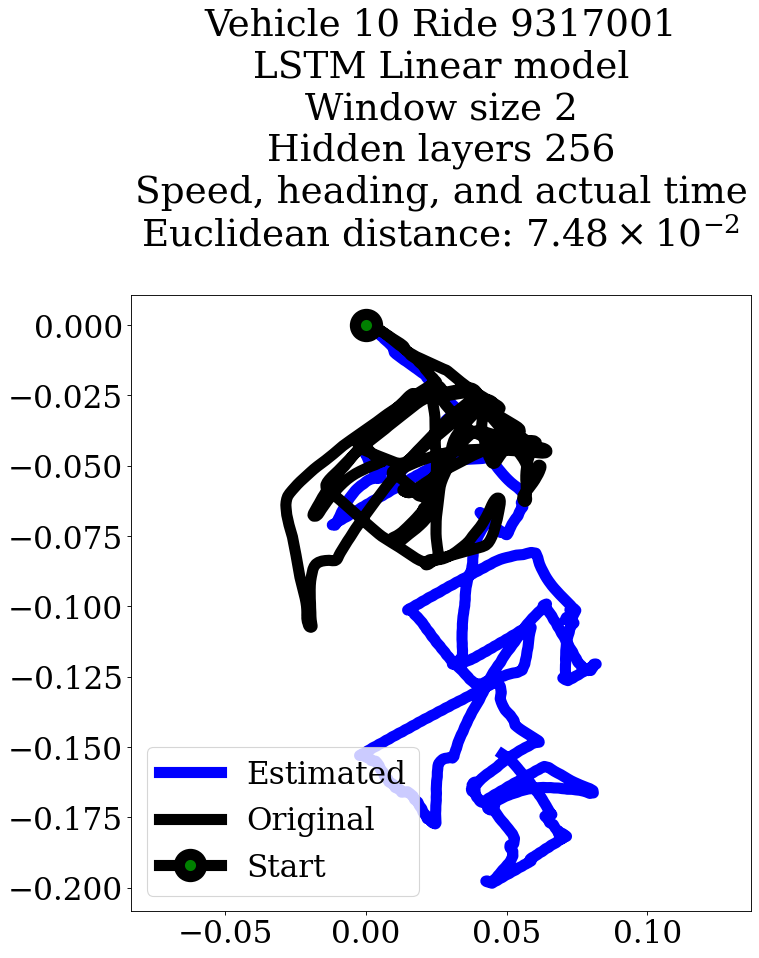 Vehicle 10 Ride 9317001
LSTM Linear model
Window size 2
Hidden layers 256
Speed, heading, and actual time
Euclidean distance: 7.48 × 10⁻²
0.000
−0.025
−0.050
−0.075
−0.100
−0.125
−0.150
−0.175
−0.200
Estimated
Original
Start
−0.05
0.00
0.05
0.10